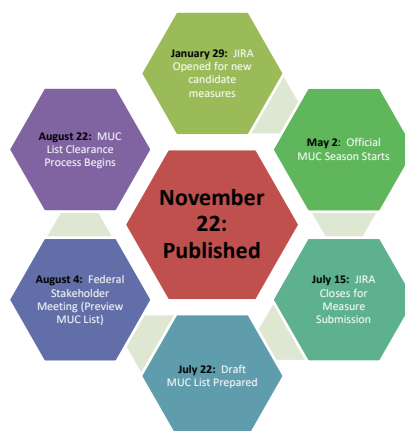 January 29: JIRA
Opened for new
candidate
measures
May 2: Official
MUC Season Starts
July 15: JIRA
Closes for
Measure
Submission
July 22: Draft
MUC List Prepared
August 4: Federal
Stakeholder
Meeting (Preview
MUC List)
August 22: MUC
List Clearance
Process Begins
November
22:
Published